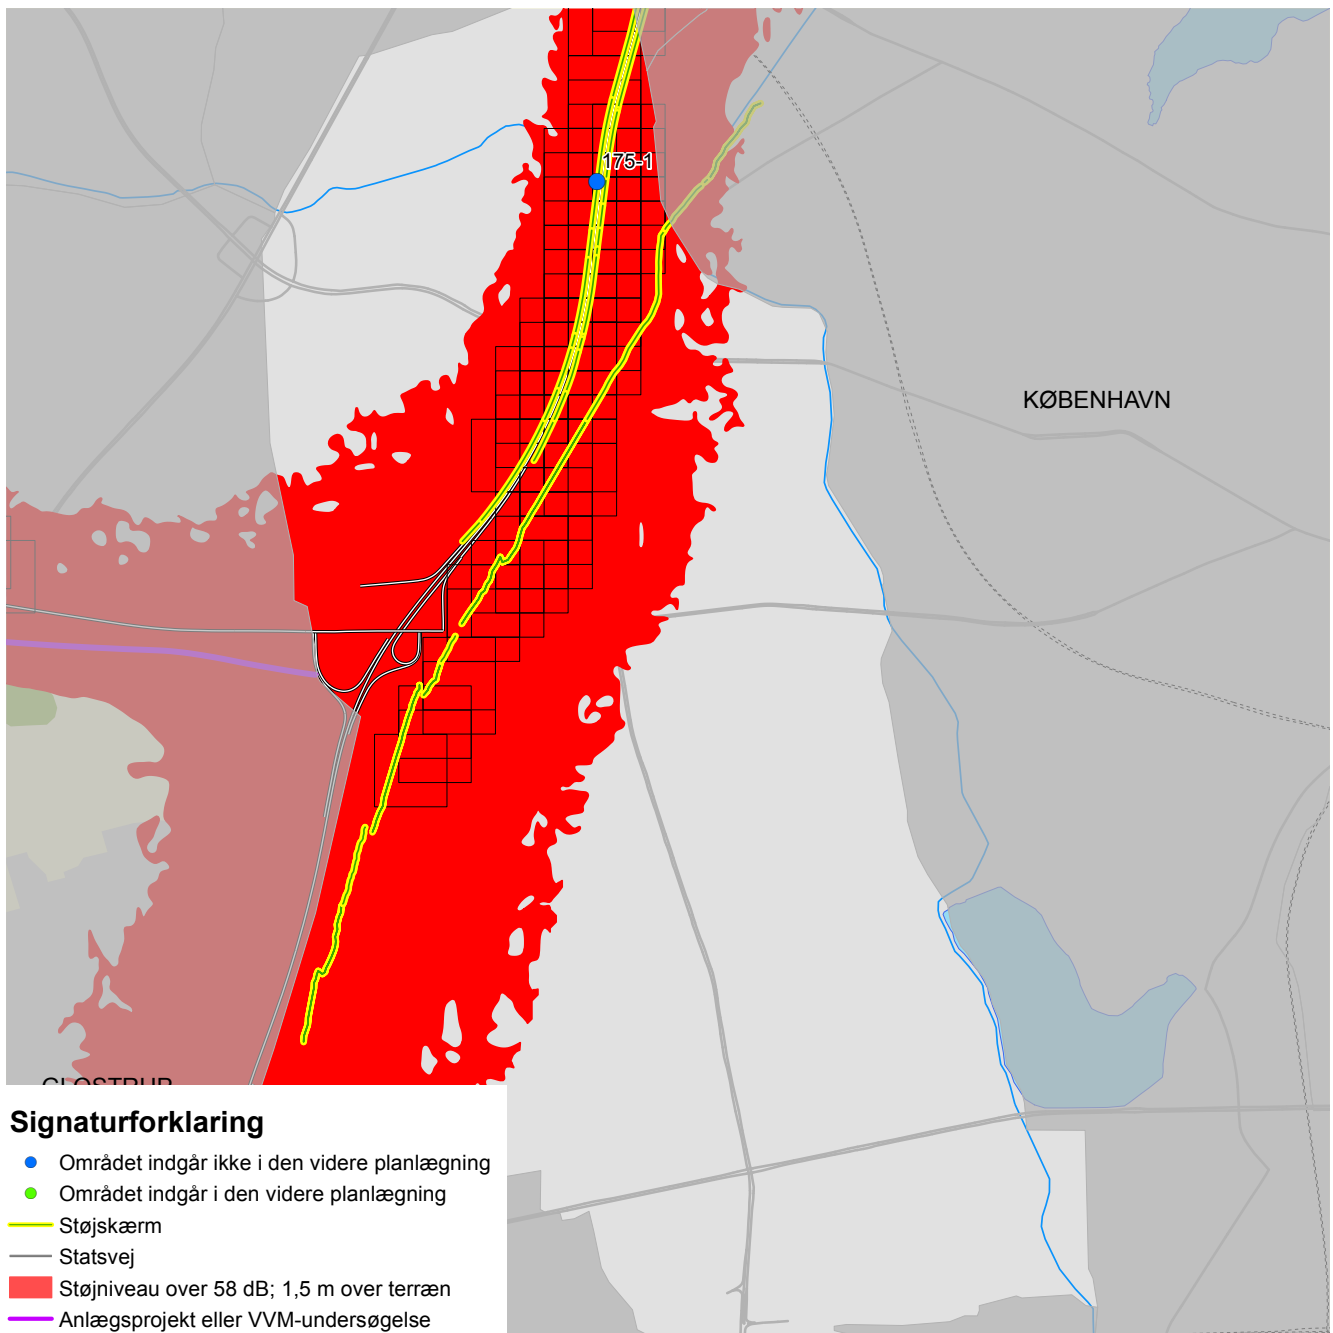 175-1
KØBENHAVN
GLOSTRUP
Signaturforklaring
Området indgår ikke i den videre planlægning
Området indgår i den videre planlægning
Støjskærm
Statsvej
Støjniveau over 58 dB; 1,5 m over terræn
Anlægsprojekt eller VVM-undersøgelse